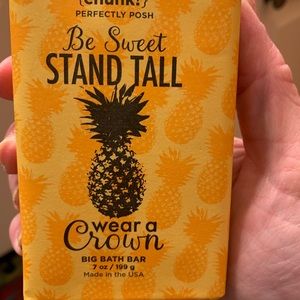 {chunk!}
PERFECTLY POSH
Be Sweet
STAND TALL
wear a
Crown
BIG BATH BAR
7 oz / 199 g
Made in the USA